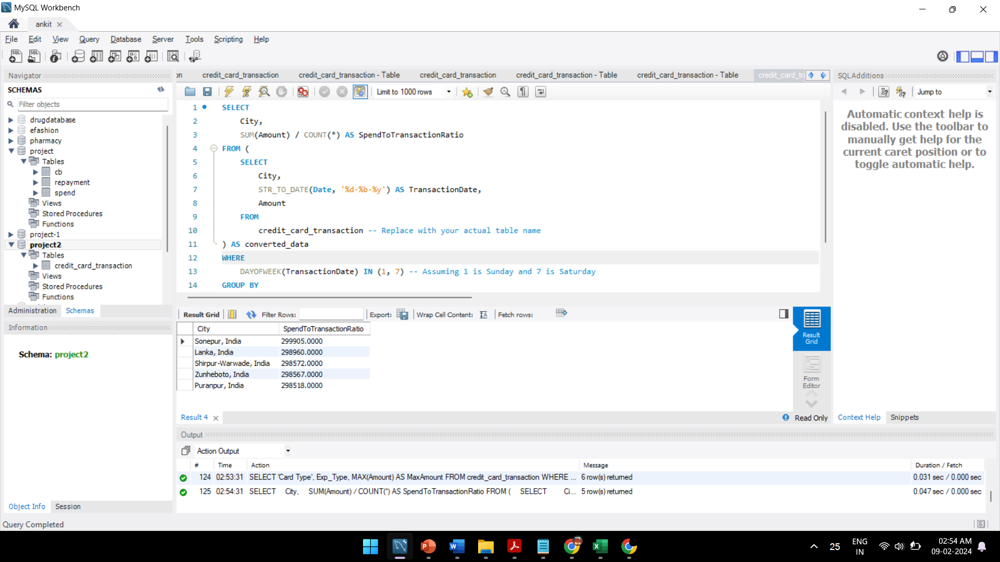 MySQL Workbench
ankit
File Edit View Query Database Server Tools Scripting Help
Navigator
SCHEMAS
Filter objects
drugdatabase
efashion
pharmacy
project
Tables
cb
repayment
spend
Views
Stored Procedures
Functions
project-1
project2
Tables
credit_card_transaction
Views
Stored Procedures
Functions
Administration Schemas
Information
Schema: project2
Object Info Session
Query Completed
on credit_card_transaction credit_card_transaction - Table credit_card_transaction credit_card_transaction - Table credit_card_transaction - Table credit_card_tr
Limit to 1000 rows
1 SELECT
2 City,
3 SUM(Amount) / COUNT(*) AS SpendToTransactionRatio
4 FROM (
5 SELECT
6 City,
7 STR_TO_DATE(Date, '%d-%b-%y') AS TransactionDate,
8 Amount
9 FROM
10 credit_card_transaction -- Replace with your actual table name
11 ) AS converted_data
12 WHERE
13 DAYOFWEEK(TransactionDate) IN (1, 7) -- Assuming 1 is Sunday and 7 is Saturday
14 GROUP BY
Result Grid Filter Rows: Export: Wrap Cell Content: Fetch rows:
City SpendToTransactionRatio
Sonepur, India 299905.0000
Lanka, India 298960.0000
Shirpur-Warwade, India 298572.0000
Zunheboto, India 298567.0000
Puranpur, India 298518.0000
Result
Grid
Form
Editor
Result 4
Read Only
SQLAdditions
Jump to
Automatic context help is
disabled. Use the toolbar to
manually get help for the
current caret position or to
toggle automatic help.
Context Help Snippets
Output
Action Output
# Time Action Message Duration / Fetch
124 02:53:31 SELECT 'Card Type', Exp_Type, MAX(Amount) AS MaxAmount FROM credit_card_transaction WHERE ... 6 row(s) returned 0.031 sec / 0.000 sec
125 02:54:31 SELECT City, SUM(Amount) / COUNT(*) AS SpendToTransactionRatio FROM ( SELECT Ci... 5 row(s) returned 0.047 sec / 0.000 sec
25
ENG
IN
02:54 AM
09-02-2024